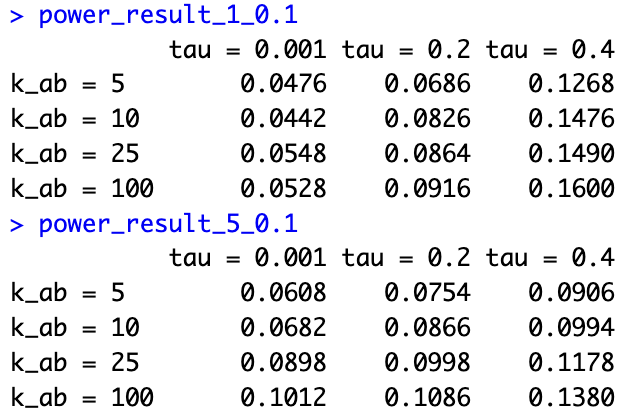 > power_result_1_0.1
tau = 0.001 tau = 0.2 tau = 0.4
k_ab = 5 0.0476 0.0686 0.1268
k_ab = 10 0.0442 0.0826 0.1476
k_ab = 25 0.0548 0.0864 0.1490
k_ab = 100 0.0528 0.0916 0.1600
> power_result_5_0.1
tau = 0.001 tau = 0.2 tau = 0.4
k_ab = 5 0.0608 0.0754 0.0906
k_ab = 10 0.0682 0.0866 0.0994
k_ab = 25 0.0898 0.0998 0.1178
k_ab = 100 0.1012 0.1086 0.1380